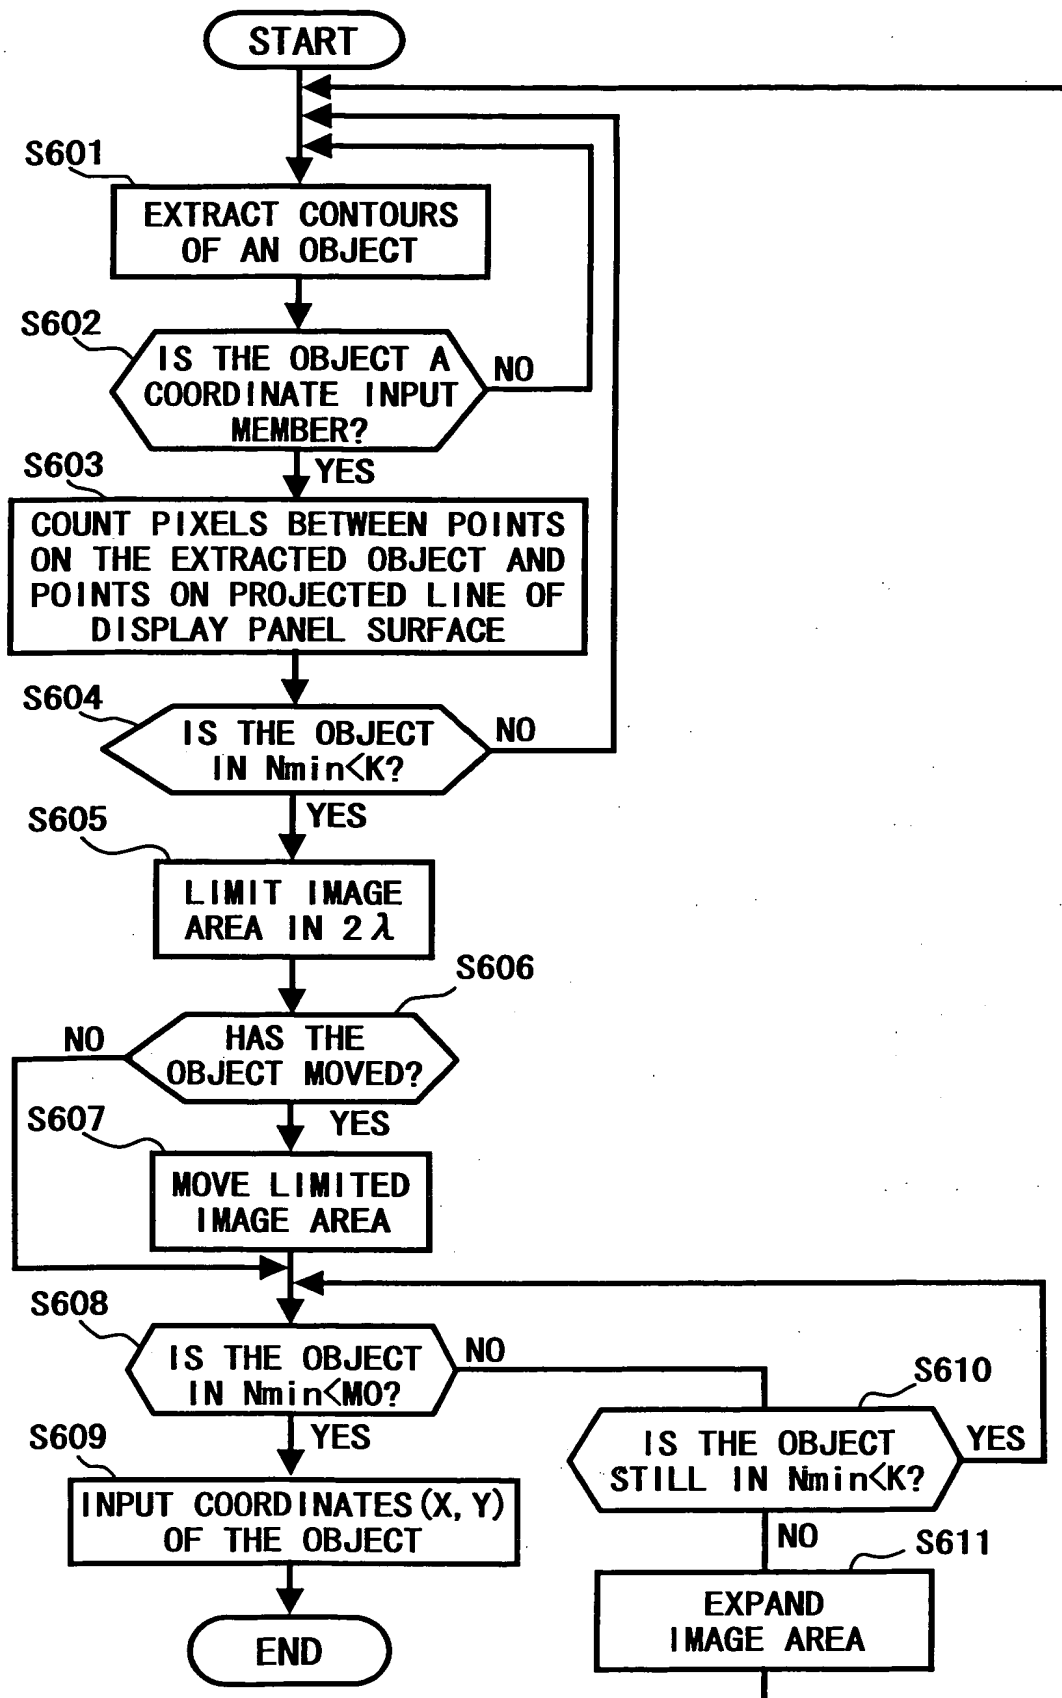 START
S601
EXTRACT CONTOURS
OF AN OBJECT
S602
IS THE OBJECT A
COORDINATE INPUT
MEMBER?
NO
YES
S603
COUNT PIXELS BETWEEN POINTS
ON THE EXTRACTED OBJECT AND
POINTS ON PROJECTED LINE OF
DISPLAY PANEL SURFACE
S604
IS THE OBJECT
IN Nmin<K?
NO
YES
S605
LIMIT IMAGE
AREA IN 2λ
S606
HAS THE
OBJECT MOVED?
NO
YES
S607
MOVE LIMITED
IMAGE AREA
S608
IS THE OBJECT
IN Nmin<MO?
NO
YES
S609
INPUT COORDINATES(X, Y)
OF THE OBJECT
END
S610
IS THE OBJECT
STILL IN Nmin<K?
YES
NO
S611
EXPAND
IMAGE AREA